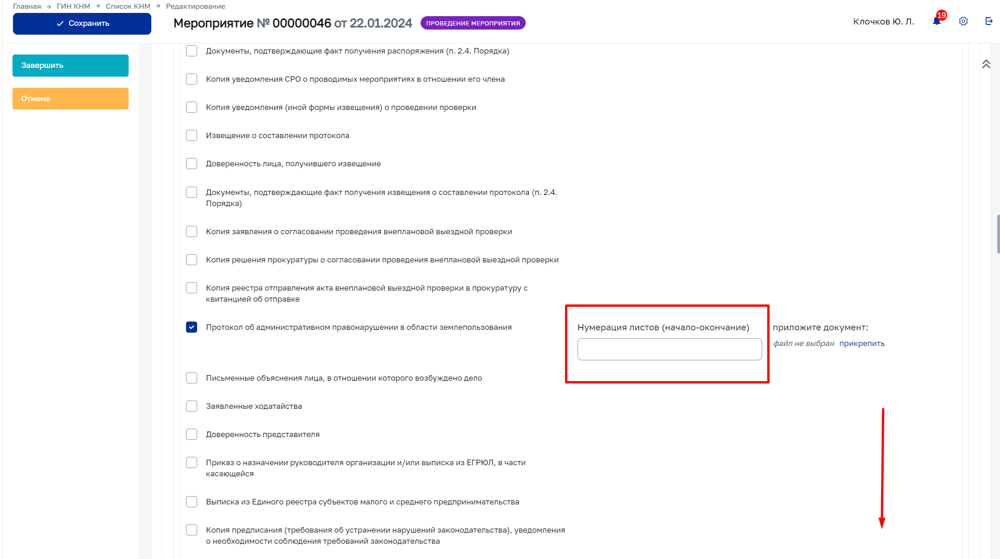 Главная → ГИН КНМ → Список КНМ → Редактирование
Сохранить
Мероприятие № 00000046 от 22.01.2024
ПРОВЕДЕНИЕ МЕРОПРИЯТИЯ
Клочков Ю. Л.
19
Завершить
Отмена
Документы, подтверждающие факт получения распоряжения (п. 2.4. Порядка)
Копия уведомления СРО о проводимых мероприятиях в отношении его члена
Копия уведомления (иной формы извещения) о проведении проверки
Извещение о составлении протокола
Доверенность лица, получившего извещение
Документы, подтверждающие факт получения извещения о составлении протокола (п. 2.4.
Порядка)
Копия заявления о согласовании проведения внеплановой выездной проверки
Копия решения прокуратуры о согласовании проведения внеплановой выездной проверки
Копия реестра отправления акта внеплановой выездной проверки в прокуратуру с
квитанцией об отправке
Протокол об административном правонарушении в области землепользования
Нумерация листов (начало-окончание)
приложите документ:
файл не выбран прикрепить
Письменные объяснения лица, в отношении которого возбуждено дело
Заявленные ходатайства
Доверенность представителя
Приказ о назначении руководителя организации и/или выписка из ЕГРЮЛ, в части
касающейся
Выписка из Единого реестра субъектов малого и среднего предпринимательства
Копия предписания (требования об устранении нарушений законодательства), уведомления
о необходимости соблюдения требований законодательства